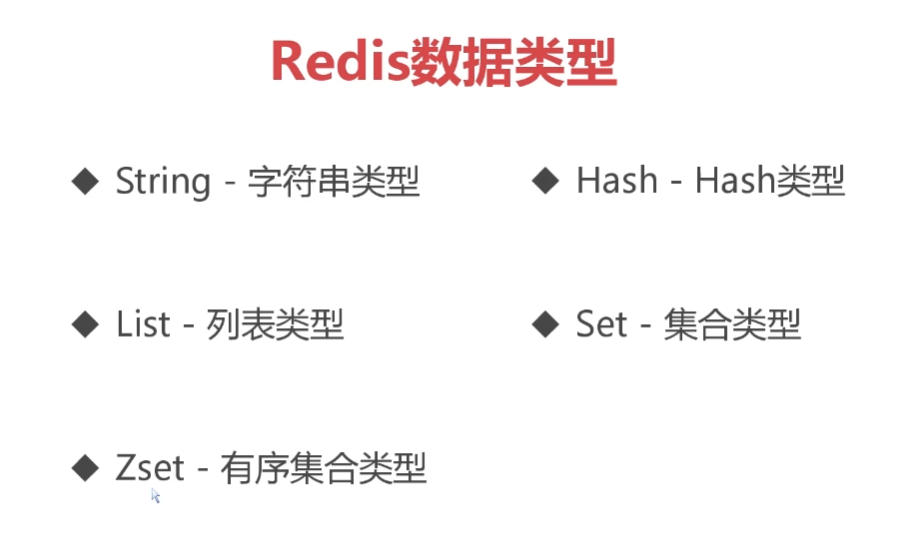 Redis数据类型
◆ String - 字符串类型
◆ Hash - Hash类型
◆ List - 列表类型
◆ Set - 集合类型
◆ Zset - 有序集合类型